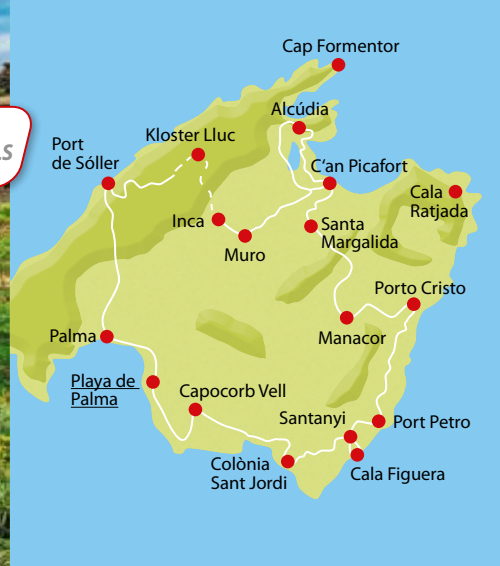 Cap Formentor
Alcúdia
Kloster Lluc
Port
de Sóller
C'an Picafort
Cala
Ratjada
Inca
Santa
Margalida
Muro
Porto Cristo
Manacor
Palma
Playa de
Palma
Capocorb Vell
Santanyi
Port Petro
Colònia
Sant Jordi
Cala Figuera